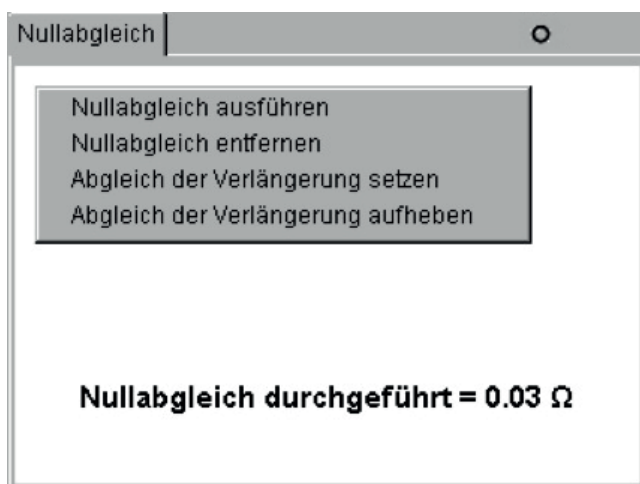 Nullabgleich
Nullabgleich ausführen
Nullabgleich entfernen
Abgleich der Verlängerung setzen
Abgleich der Verlängerung aufheben
Nullabgleich durchgeführt = 0.03 Ω